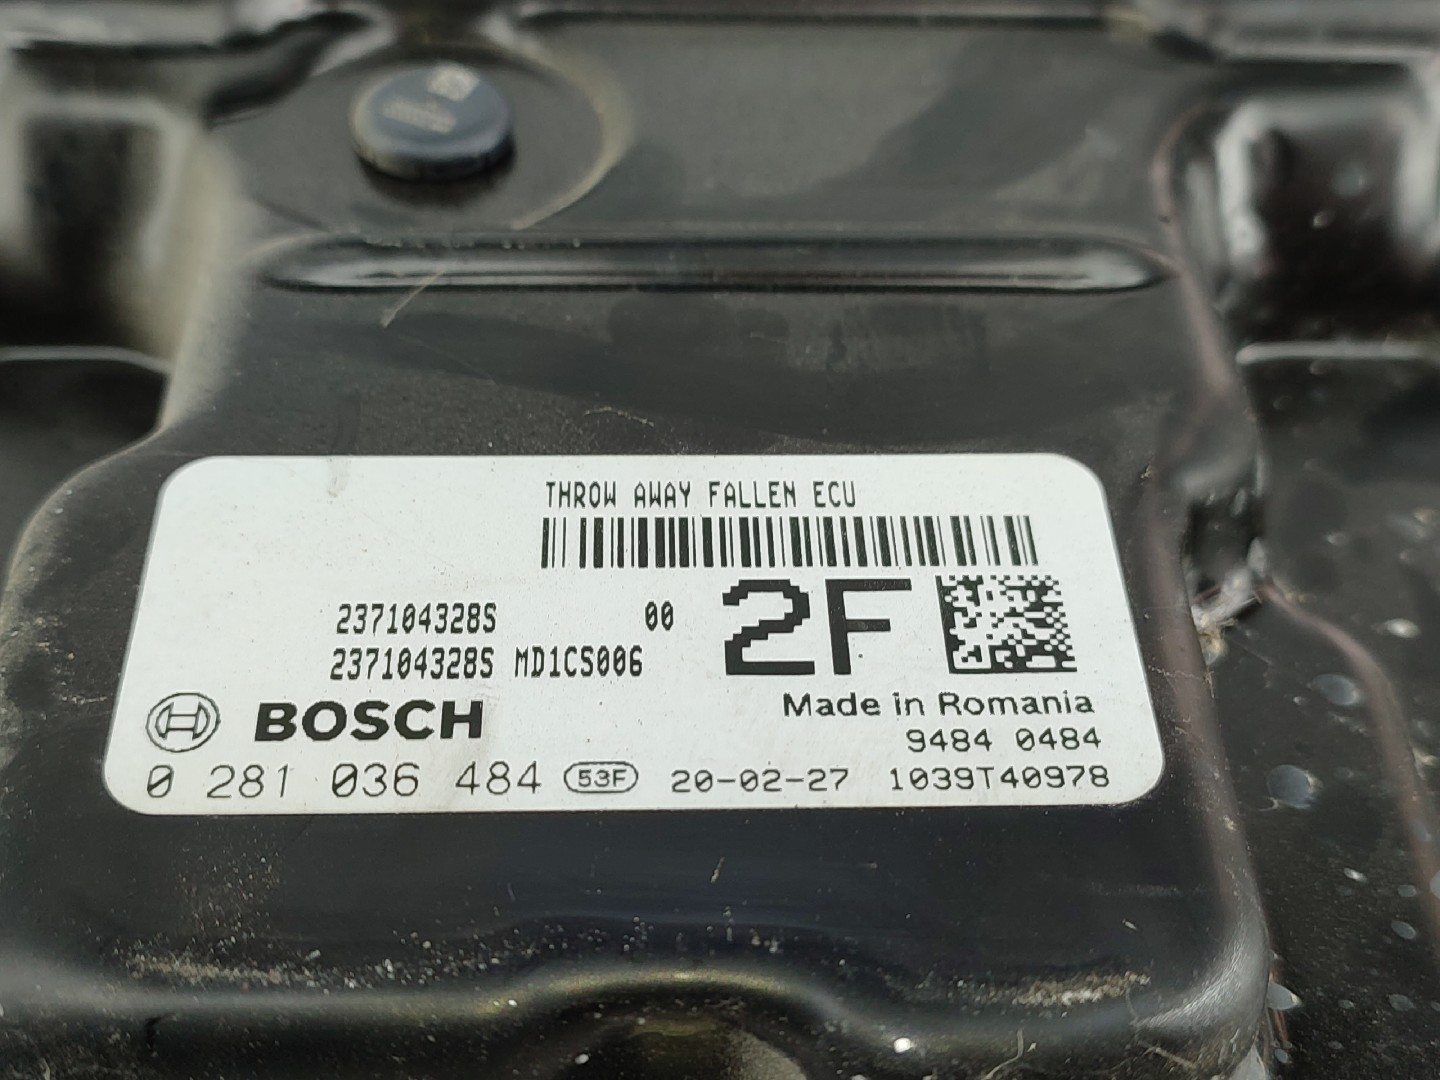 THROW AWAY FALLEN ECU
237104328S 00
237104328S MD1CS006
2F
BOSCH
Made in Romania
9484 0484
0 281 036 484 53F 20-02-27 1039T40978